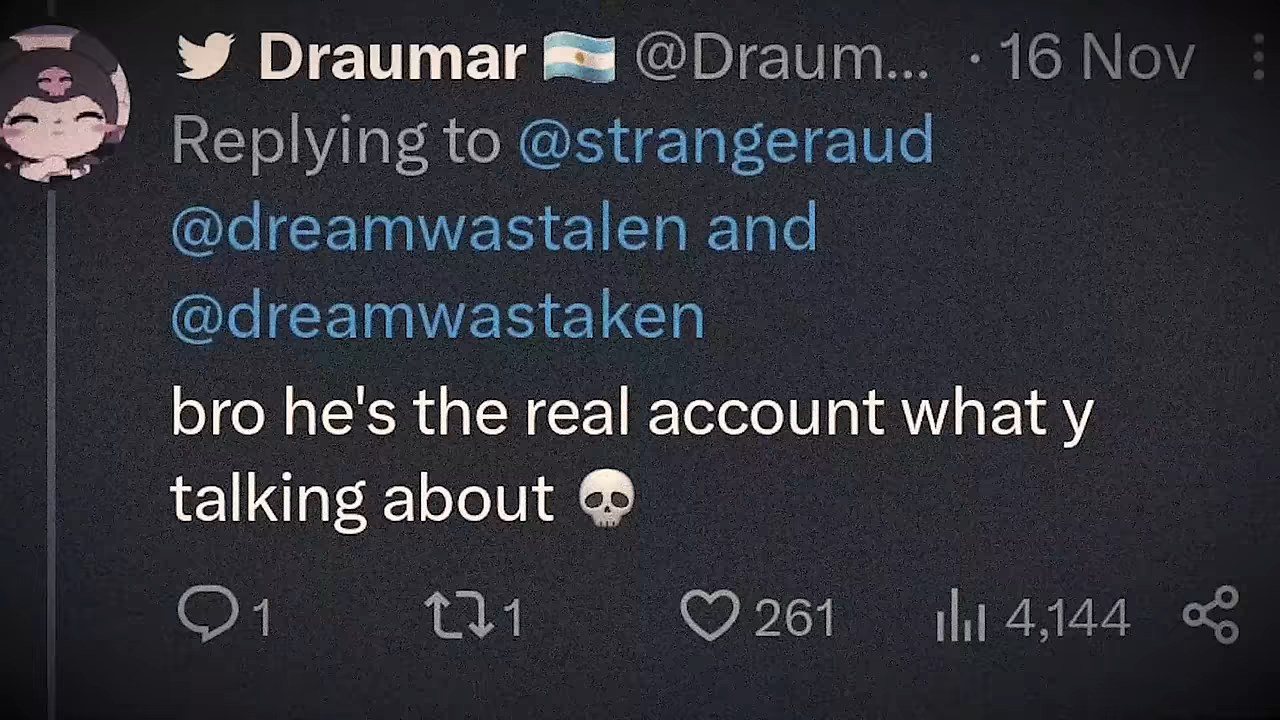 Draumar 🇦🇷 @Draum... · 16 Nov
Replying to @strangeraud
@dreamwastalen and
@dreamwastaken
bro he's the real account what y
talking about 💀
1 1 261 4,144